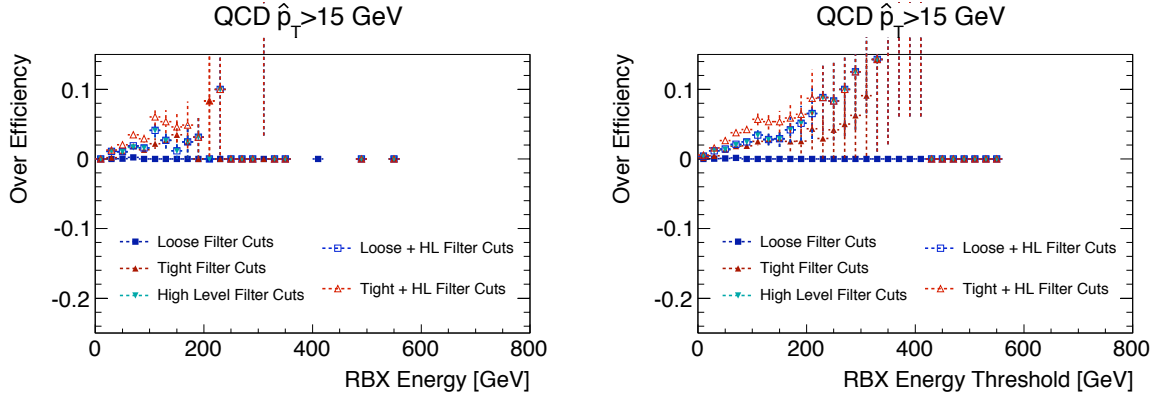 QCD p̂_T>15 GeV
Over Efficiency
0.1
0
-0.1
-0.2
Loose Filter Cuts
Tight Filter Cuts
High Level Filter Cuts
Loose + HL Filter Cuts
Tight + HL Filter Cuts
0 200 400 600 800
RBX Energy [GeV]
QCD p̂_T>15 GeV
Over Efficiency
0.1
0
-0.1
-0.2
Loose Filter Cuts
Tight Filter Cuts
High Level Filter Cuts
Loose + HL Filter Cuts
Tight + HL Filter Cuts
0 200 400 600 800
RBX Energy Threshold [GeV]